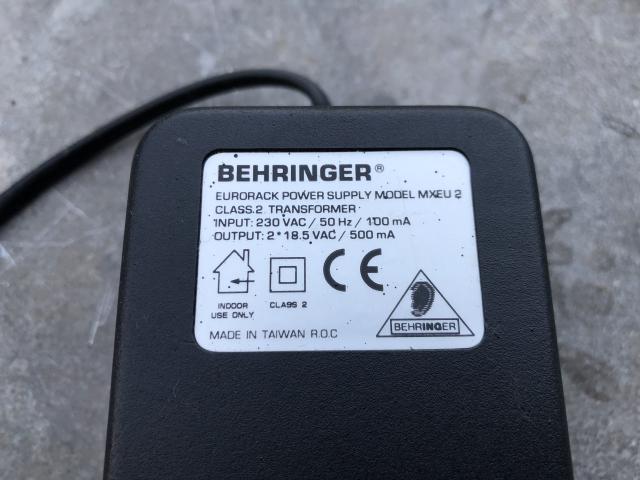 BEHRINGER®
EURORACK POWER SUPPLY MODEL MXEU 2
CLASS 2 TRANSFORMER
INPUT: 230 VAC / 50 Hz / 100 mA
OUTPUT: 2*18.5 VAC / 500 mA
CE
INDOOR
USE ONLY
CLASS 2
BEHRINGER
MADE IN TAIWAN R.O.C